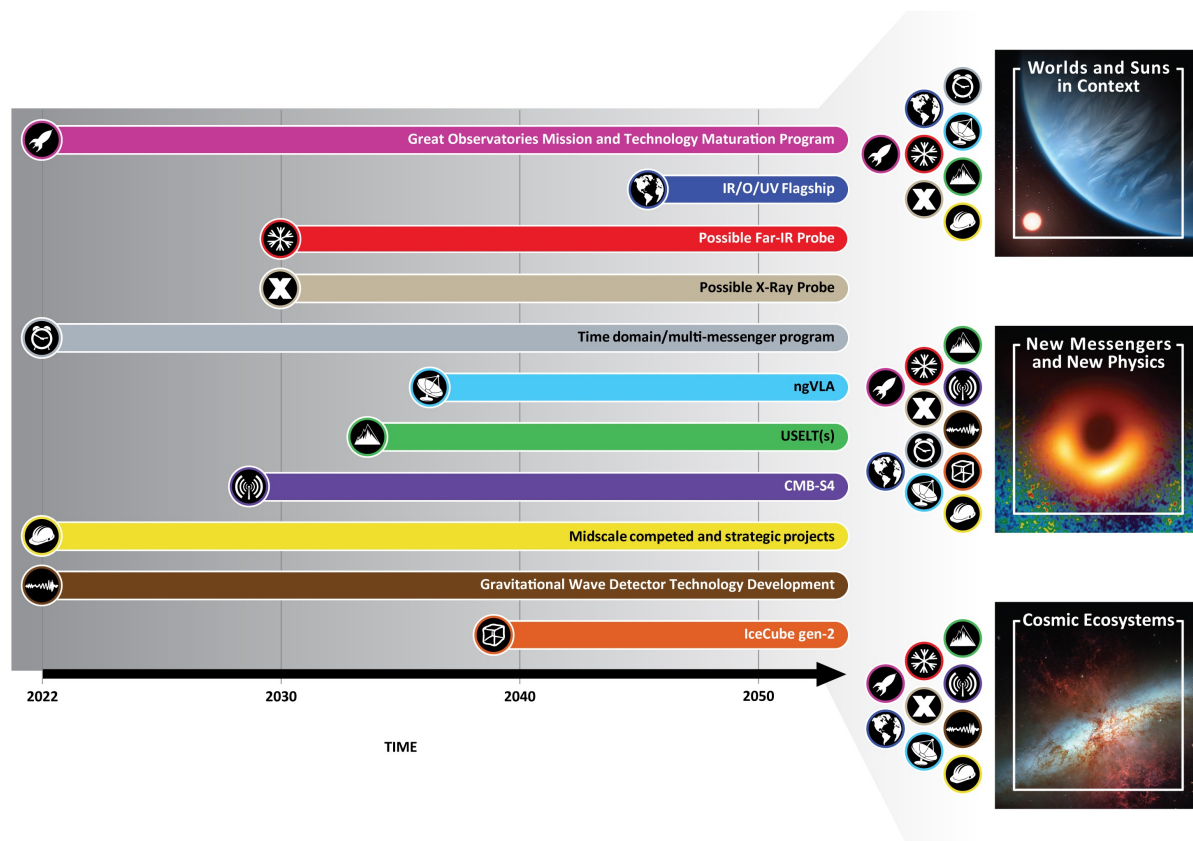 Great Observatories Mission and Technology Maturation Program
IR/O/UV Flagship
Possible Far-IR Probe
X
Possible X-Ray Probe
Time domain/multi-messenger program
ngVLA
USELT(s)
CMB-S4
Midscale competed and strategic projects
Gravitational Wave Detector Technology Development
IceCube gen-2
2022
2030
2040
2050
TIME
Worlds and Suns
in Context
X
New Messengers
and New Physics
X
Cosmic Ecosystems
X